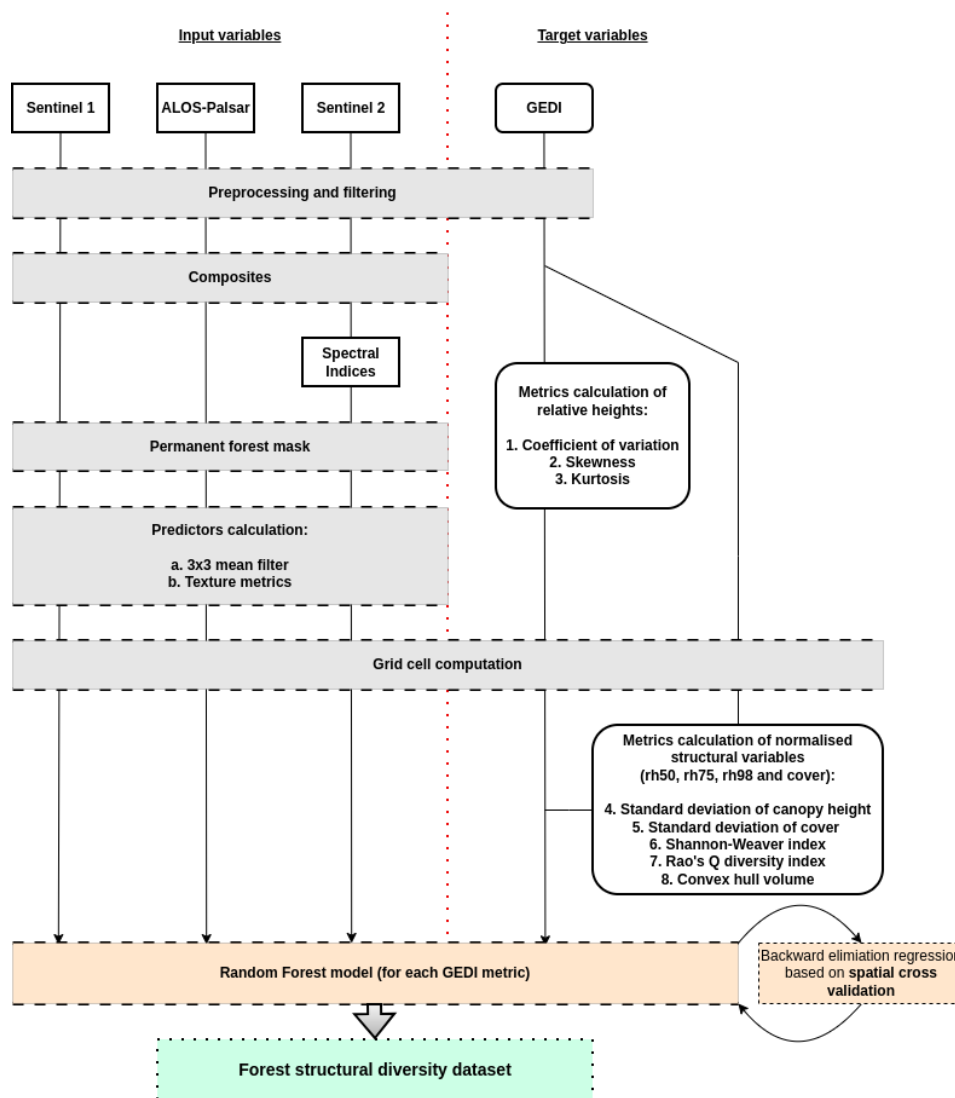 Input variables
Target variables
Sentinel 1
ALOS-Palsar
Sentinel 2
GEDI
Preprocessing and filtering
Composites
Spectral
Indices
Metrics calculation of
relative heights:
1. Coefficient of variation
2. Skewness
3. Kurtosis
Permanent forest mask
Predictors calculation:
a. 3x3 mean filter
b. Texture metrics
Grid cell computation
Metrics calculation of normalised
structural variables
(rh50, rh75, rh98 and cover):
4. Standard deviation of canopy height
5. Standard deviation of cover
6. Shannon-Weaver index
7. Rao's Q diversity index
8. Convex hull volume
Random Forest model (for each GEDI metric)
Backward elimiation regression
based on spatial cross
validation
Forest structural diversity dataset